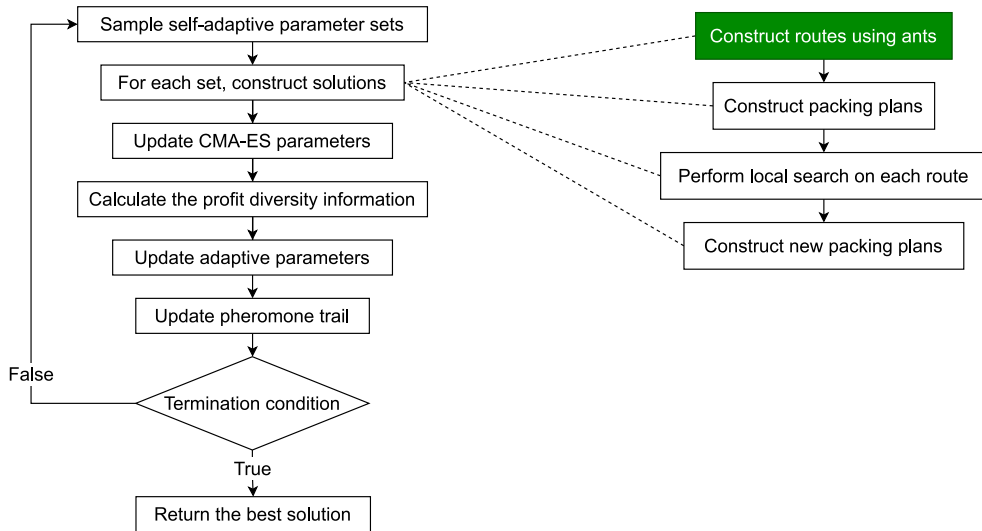 Sample self-adaptive parameter sets
For each set, construct solutions
Update CMA-ES parameters
Calculate the profit diversity information
Update adaptive parameters
Update pheromone trail
Termination condition
False
True
Return the best solution
Construct routes using ants
Construct packing plans
Perform local search on each route
Construct new packing plans